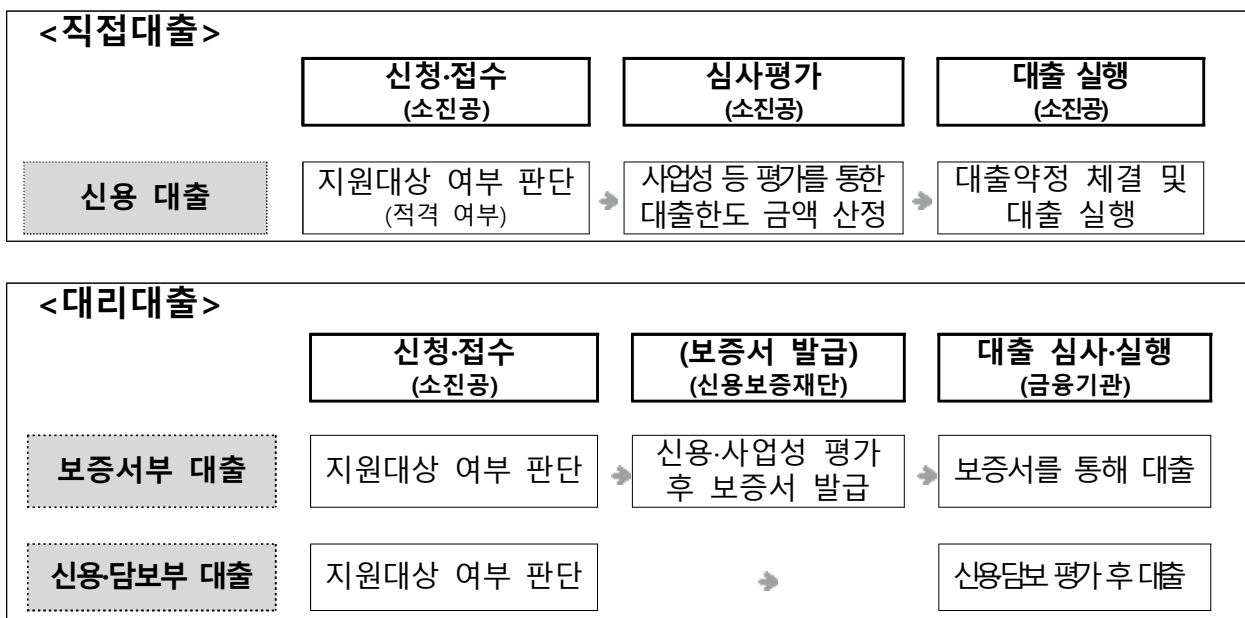 <직접대출>
신청·접수 심사평가 대출 실행
(소진공) (소진공) (소진공)
신용 대출
지원대상 여부 판단
(적격 여부)
사업성 등 평가를 통한
대출한도 금액 산정
대출약정 체결 및
대출 실행
<대리대출>
신청·접수 (보증서 발급) 대출 심사·실행
(소진공) (신용보증재단) (금융기관)
보증서부 대출
지원대상 여부 판단
신용·사업성 평가
후 보증서 발급
보증서를 통해 대출
신용·담보부 대출
지원대상 여부 판단
신용·담보 평가 후 대출